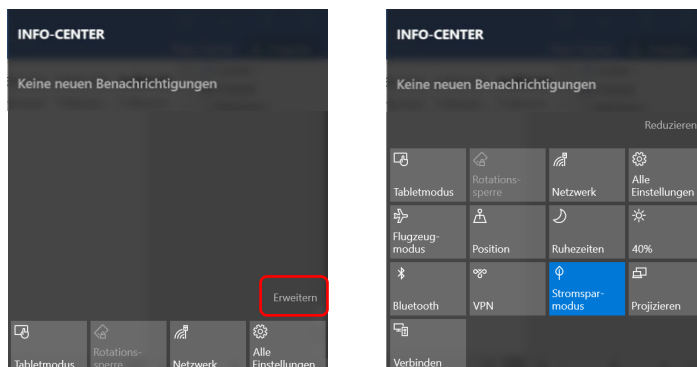 INFO-CENTER
Keine neuen Benachrichtigungen
Erweitern
Tabletmodus
Rotations-
sperre
Netzwerk
Alle
Einstellungen
INFO-CENTER
Keine neuen Benachrichtigungen
Reduzieren
Tabletmodus
Rotations-
sperre
Netzwerk
Alle
Einstellungen
Flugzeug-
modus
Position
Ruhezeiten
40%
Bluetooth
VPN
Stromspar-
modus
Projizieren
Verbinden